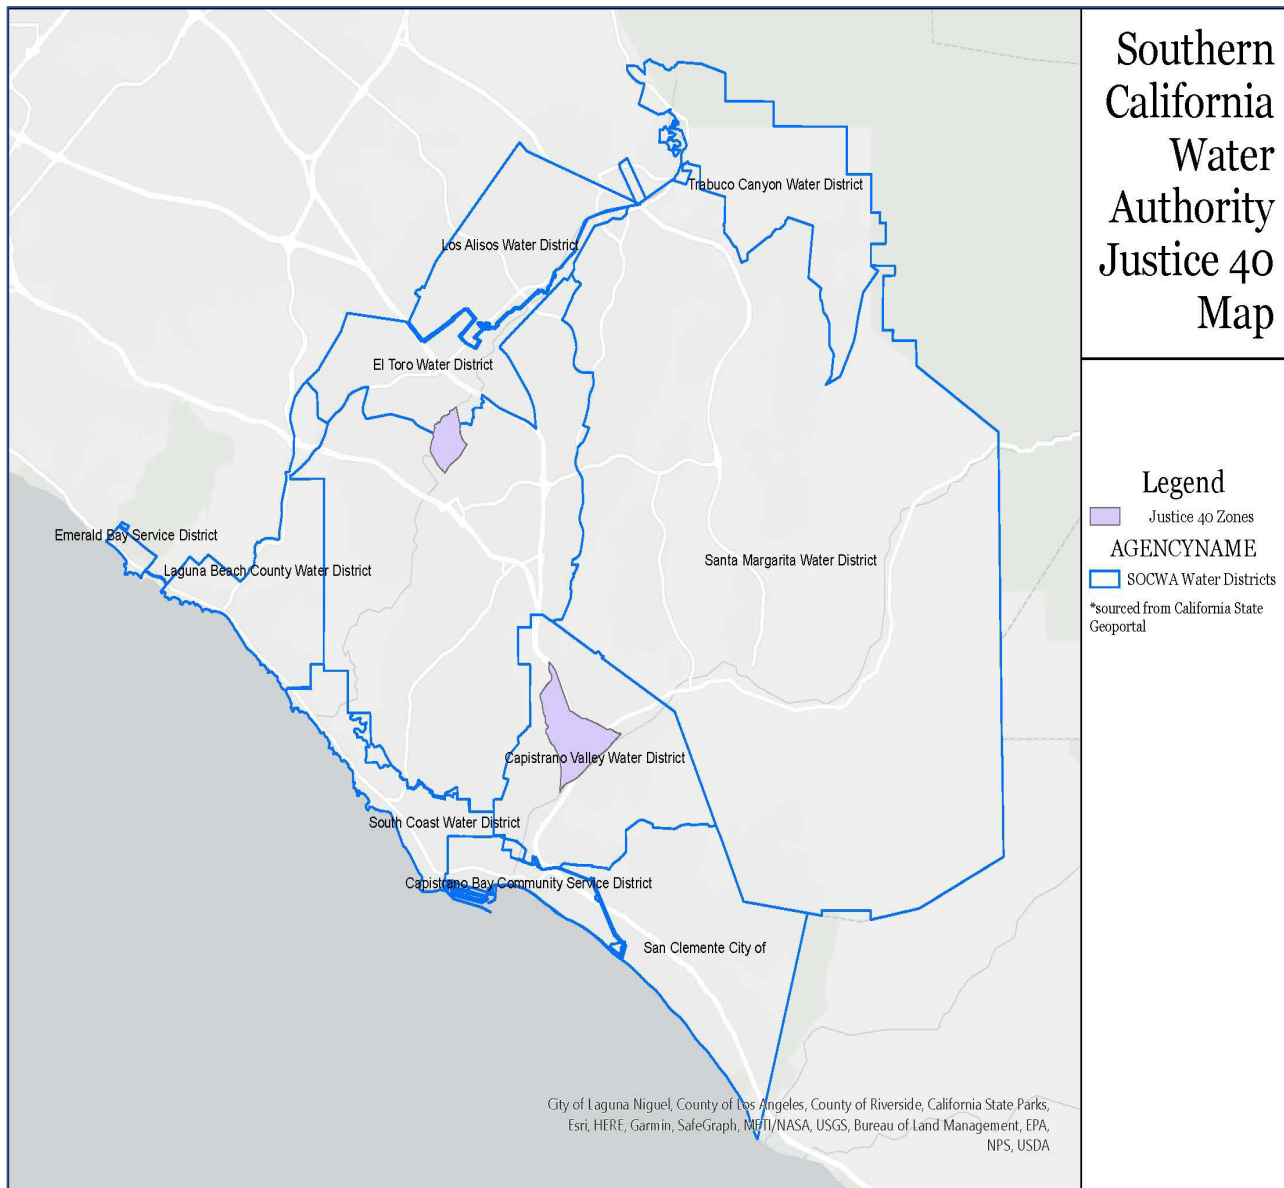 Southern
California
Water
Authority
Justice 40
Map
Trabuco Canyon Water District
Los Alisos Water District
El Toro Water District
Emerald Bay Service District
Laguna Beach County Water District
Santa Margarita Water District
Capistrano Valley Water District
South Coast Water District
Capistrano Bay Community Service District
San Clemente City of
Legend
Justice 40 Zones
AGENCYNAME
SOCWA Water Districts
*sourced from California State
Geoportal
City of Laguna Niguel, County of Los Angeles, County of Riverside, California State Parks,
Esri, HERE, Garmin, SafeGraph, METI/NASA, USGS, Bureau of Land Management, EPA,
NPS, USDA